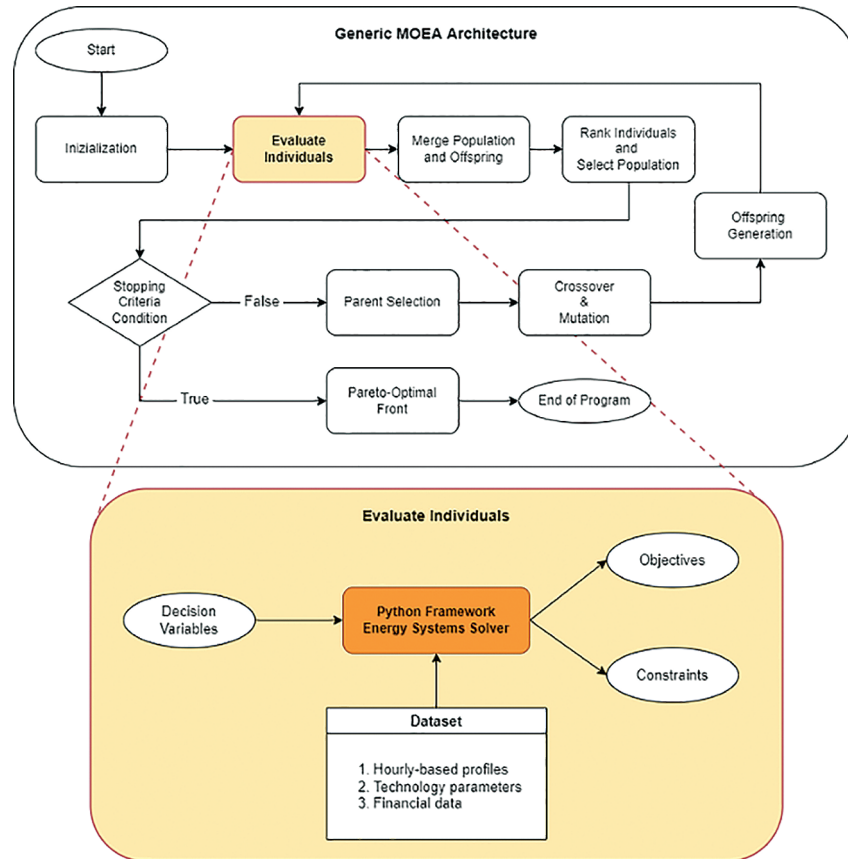 Generic MOEA Architecture
Start
Inizialization
Evaluate
Individuals
Merge Population
and Offspring
Rank Individuals
and
Select Population
Offspring
Generation
Stopping
Criteria
Condition
False
Parent Selection
Crossover
&
Mutation
True
Pareto-Optimal
Front
End of Program
Evaluate Individuals
Decision
Variables
Python Framework
Energy Systems Solver
Objectives
Constraints
Dataset
1. Hourly-based profiles
2. Technology parameters
3. Financial data